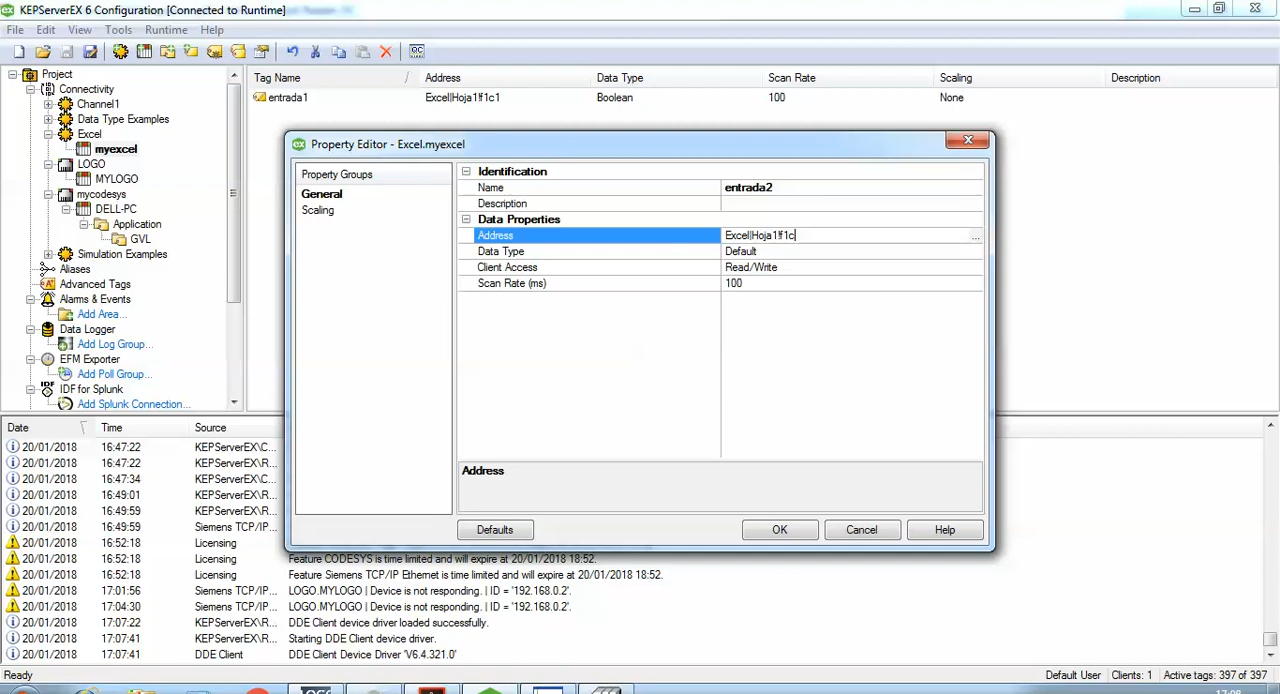 KEPServerEX 6 Configuration [Connected to Runtime]
File Edit View Tools Runtime Help
Project
Connectivity
Channel1
Data Type Examples
Excel
myexcel
LOGO
MYLOGO
mycodesys
DELL-PC
Application
GVL
Simulation Examples
Aliases
Advanced Tags
Alarms & Events
Add Area...
Data Logger
Add Log Group...
EFM Exporter
Add Poll Group...
IDF for Splunk
Add Splunk Connection...
Tag Name Address Data Type Scan Rate Scaling Description
entrada1 Excel|Hoja1!f1c1 Boolean 100 None
Property Editor - Excel.myexcel
Property Groups
General
Scaling
Identification
Name entrada2
Description
Data Properties
Address Excel|Hoja1!f1c
Data Type Default
Client Access Read/Write
Scan Rate (ms) 100
Address
Defaults OK Cancel Help
Date Time Source
20/01/2018 16:47:22 KEPServerEX\C...
20/01/2018 16:47:22 KEPServerEX\R...
20/01/2018 16:47:34 KEPServerEX\C...
20/01/2018 16:49:01 KEPServerEX\R...
20/01/2018 16:49:59 KEPServerEX\R...
20/01/2018 16:49:59 Siemens TCP/IP...
20/01/2018 16:52:18 Licensing
20/01/2018 16:52:18 Licensing Feature CODESYS is time limited and will expire at 20/01/2018 18:52.
20/01/2018 16:52:18 Licensing Feature Siemens TCP/IP Ethernet is time limited and will expire at 20/01/2018 18:52.
20/01/2018 17:01:56 Siemens TCP/IP... LOGO.MYLOGO | Device is not responding. | ID = '192.168.0.2'.
20/01/2018 17:04:30 Siemens TCP/IP... LOGO.MYLOGO | Device is not responding. | ID = '192.168.0.2'.
20/01/2018 17:07:22 KEPServerEX\R... DDE Client device driver loaded successfully.
20/01/2018 17:07:41 KEPServerEX\R... Starting DDE Client device driver.
20/01/2018 17:07:41 DDE Client DDE Client Device Driver 'V6.4.321.0'
Ready Default User Clients: 1 Active tags: 397 of 397